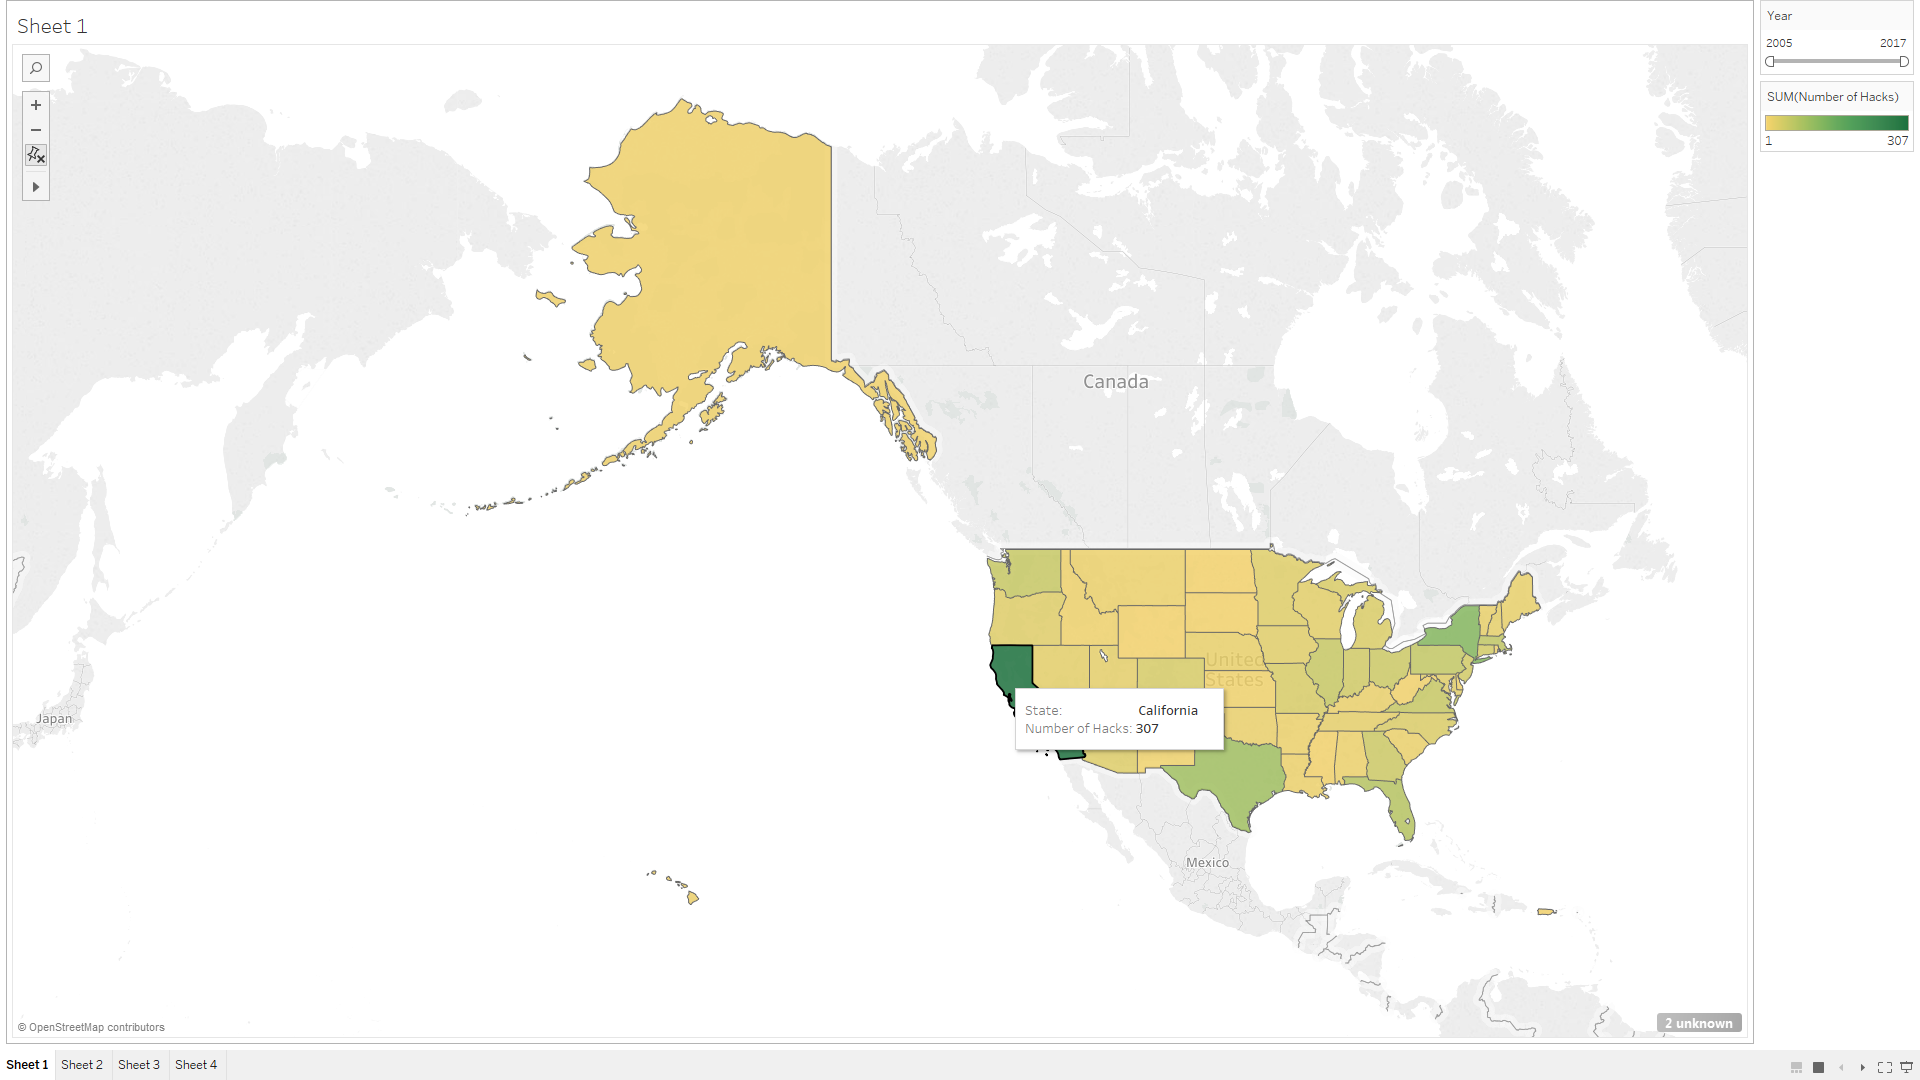 Sheet 1
Year
2005 2017
SUM(Number of Hacks)
1 307
Canada
United
States
State: California
Number of Hacks: 307
Japan
Mexico
© OpenStreetMap contributors
2 unknown
Sheet 1 Sheet 2 Sheet 3 Sheet 4